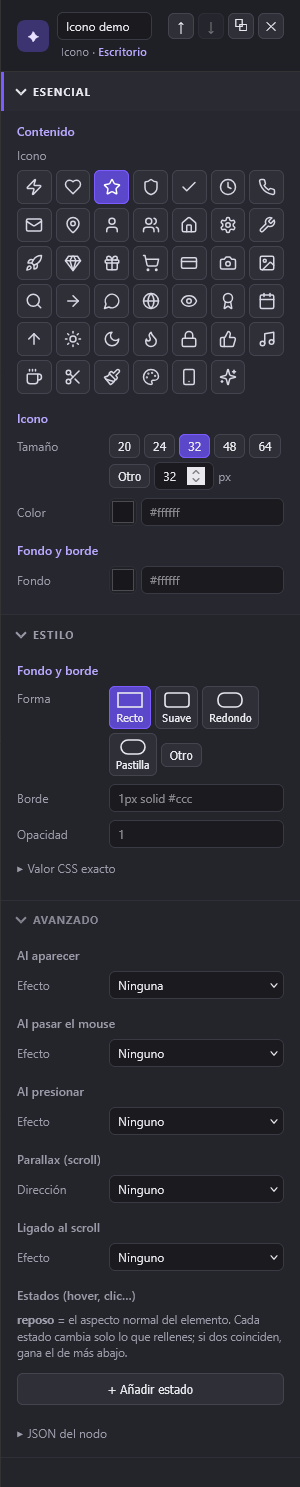 Icono demo
Icono · Escritorio
ESENCIAL
Contenido
Icono
Icono
Tamaño
20
24
32
48
64
Otro
32
px
Color
#ffffff
Fondo y borde
Fondo
#ffffff
ESTILO
Fondo y borde
Forma
Recto
Suave
Redondo
Pastilla
Otro
Borde
1px solid #ccc
Opacidad
1
▸ Valor CSS exacto
AVANZADO
Al aparecer
Efecto
Ninguna
Al pasar el mouse
Efecto
Ninguno
Al presionar
Efecto
Ninguno
Parallax (scroll)
Dirección
Ninguno
Ligado al scroll
Efecto
Ninguno
Estados (hover, clic...)
reposo = el aspecto normal del elemento. Cada
estado cambia solo lo que rellenes; si dos coinciden,
gana el de más abajo.
+ Añadir estado
▸ JSON del nodo